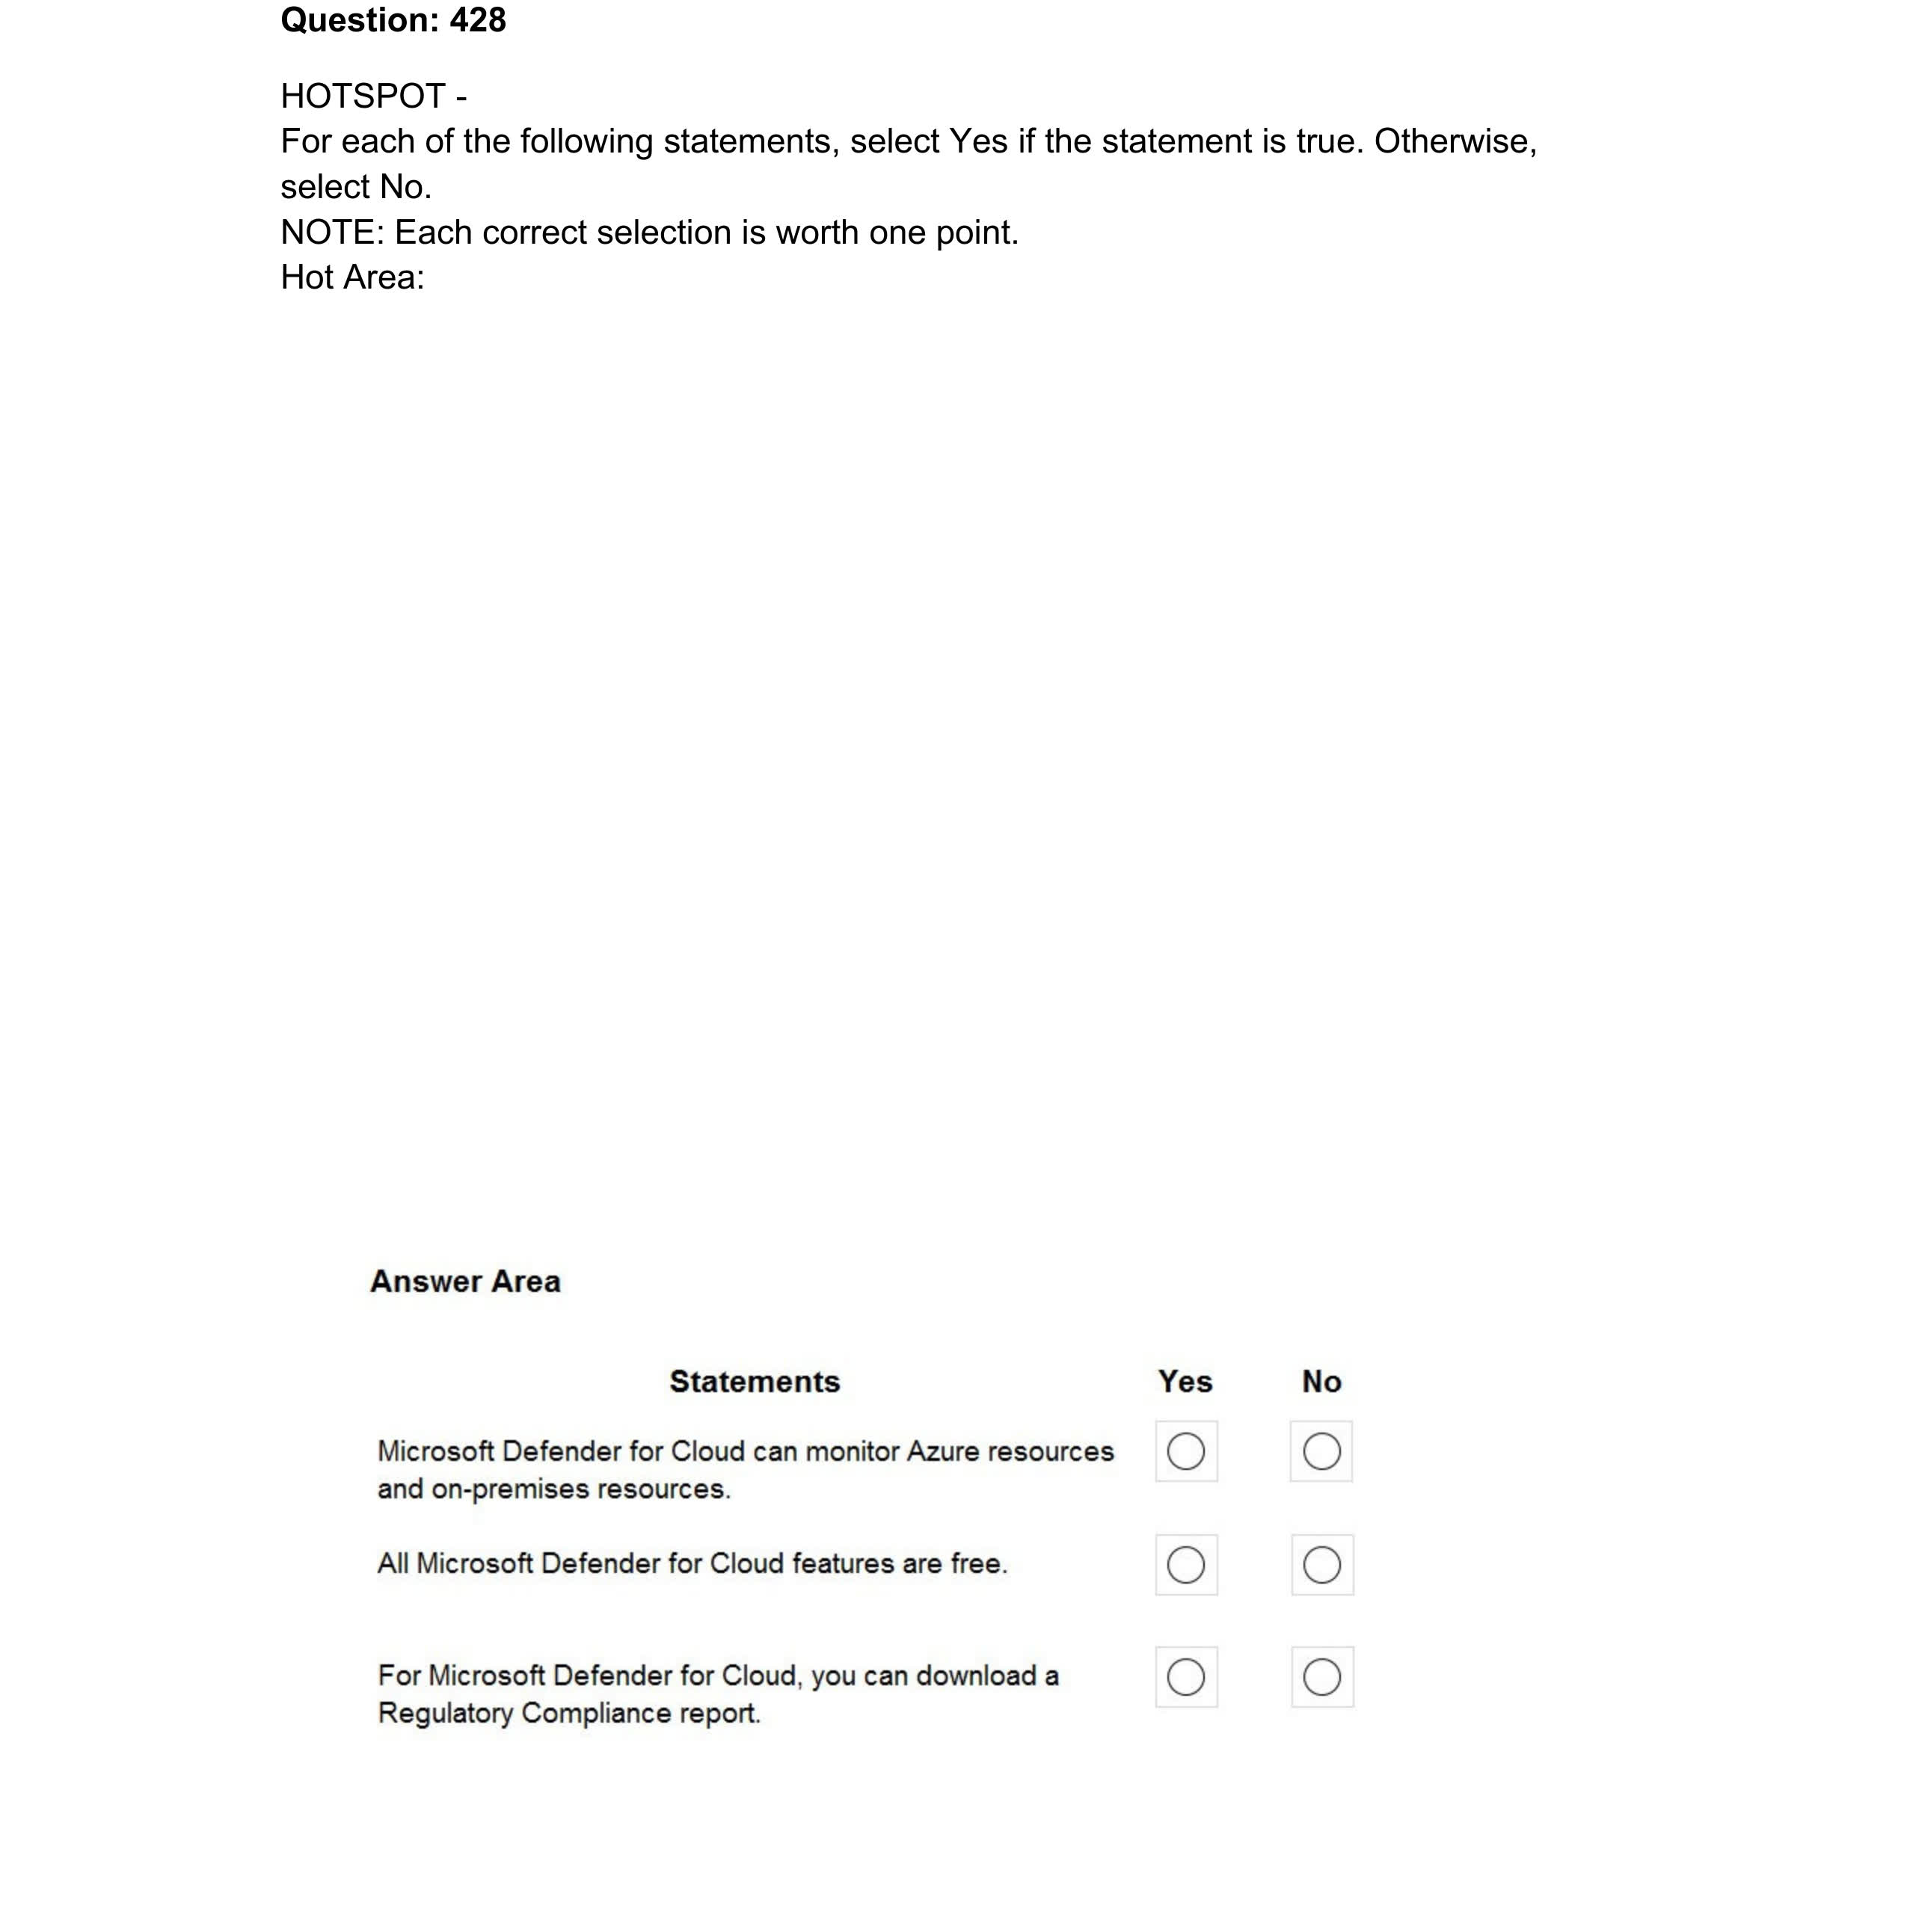 Question: 428
HOTSPOT -
For each of the following statements, select Yes if the statement is true. Otherwise,
select No.
NOTE: Each correct selection is worth one point.
Hot Area:
Answer Area
Statements Yes No
Microsoft Defender for Cloud can monitor Azure resources
and on-premises resources.
All Microsoft Defender for Cloud features are free.
For Microsoft Defender for Cloud, you can download a
Regulatory Compliance report.